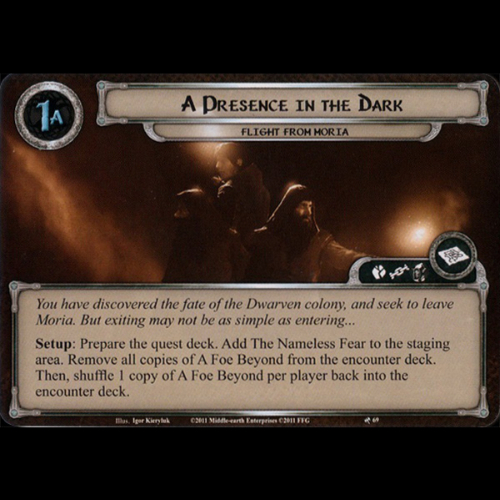 1A
A Presence in the Dark
Flight from Moria
You have discovered the fate of the Dwarven colony, and seek to leave
Moria. But exiting may not be as simple as entering...
Setup: Prepare the quest deck. Add The Nameless Fear to the staging
area. Remove all copies of A Foe Beyond from the encounter deck.
Then, shuffle 1 copy of A Foe Beyond per player back into the
encounter deck.
Illus. Igor Kieryluk ©2011 Middle-earth Enterprises ©2011 FFG 69